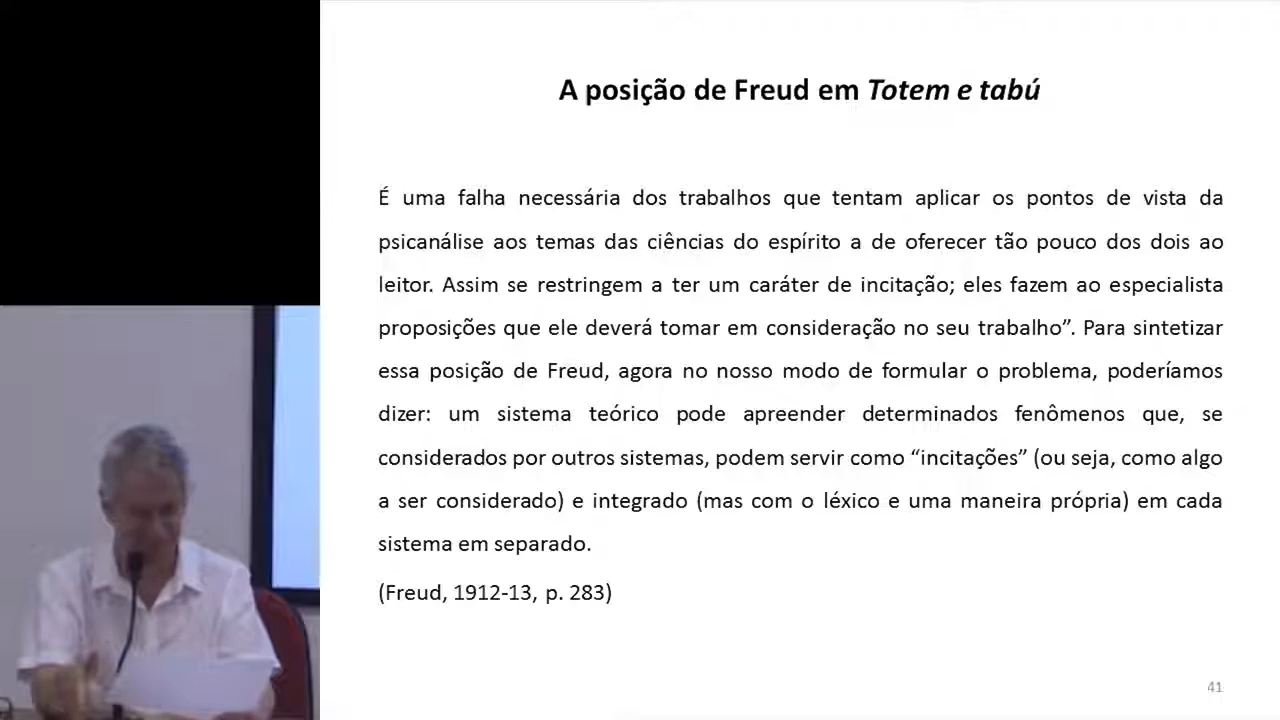 A posição de Freud em Totem e tabú
É uma falha necessária dos trabalhos que tentam aplicar os pontos de vista da
psicanálise aos temas das ciências do espírito a de oferecer tão pouco dos dois ao
leitor. Assim se restringem a ter um caráter de incitação; eles fazem ao especialista
proposições que ele deverá tomar em consideração no seu trabalho”. Para sintetizar
essa posição de Freud, agora no nosso modo de formular o problema, poderíamos
dizer: um sistema teórico pode apreender determinados fenômenos que, se
considerados por outros sistemas, podem servir como “incitações” (ou seja, como algo
a ser considerado) e integrado (mas com o léxico e uma maneira própria) em cada
sistema em separado.
(Freud, 1912-13, p. 283)
41